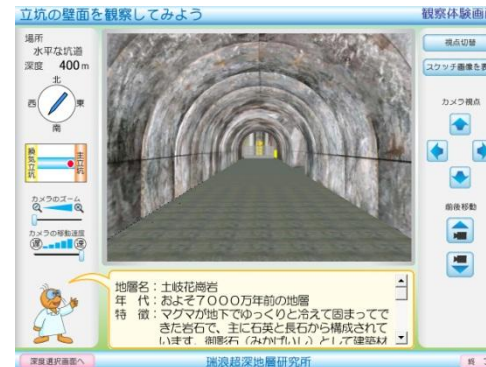 立坑の壁面を観察してみよう
観察体験画
場所
水平な坑道
深度 400m
北
西
東
南
換気立坑
主立坑
カメラのズーム
カメラの移動速度
遅
速
視点切替
スケッチ画像を表
カメラ視点
前後移動
地層名：土岐花崗岩
年 代：およそ7000万年前の地層
特 徴：マグマが地下でゆっくりと冷えて固まってで
きた岩石で、主に石英と長石から構成されて
います。御影石（みかげいし）として建築材
深度選択画面へ
瑞浪超深地層研究所